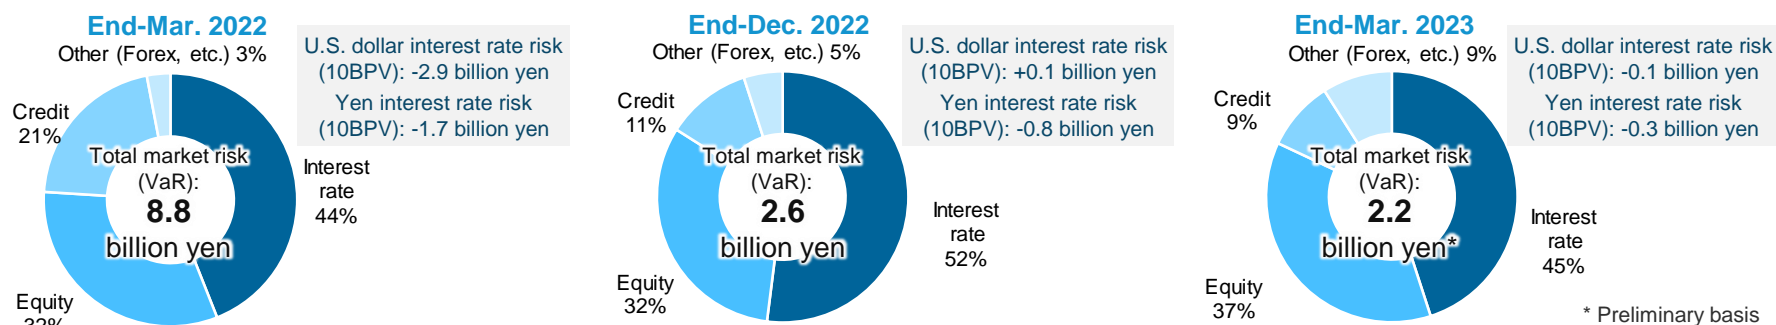 End-Mar. 2022
Other (Forex, etc.) 3%
U.S. dollar interest rate risk
(10BPV): -2.9 billion yen
Yen interest rate risk
(10BPV): -1.7 billion yen
Credit
21%
Total market risk
(VaR):
8.8
billion yen
Interest
rate
44%
Equity
32%
End-Dec. 2022
Other (Forex, etc.) 5%
U.S. dollar interest rate risk
(10BPV): +0.1 billion yen
Yen interest rate risk
(10BPV): -0.8 billion yen
Credit
11%
Total market risk
(VaR):
2.6
billion yen
Interest
rate
52%
Equity
32%
End-Mar. 2023
Other (Forex, etc.) 9%
U.S. dollar interest rate risk
(10BPV): -0.1 billion yen
Yen interest rate risk
(10BPV): -0.3 billion yen
Credit
9%
Total market risk
(VaR):
2.2
billion yen*
Interest
rate
45%
Equity
37%
* Preliminary basis